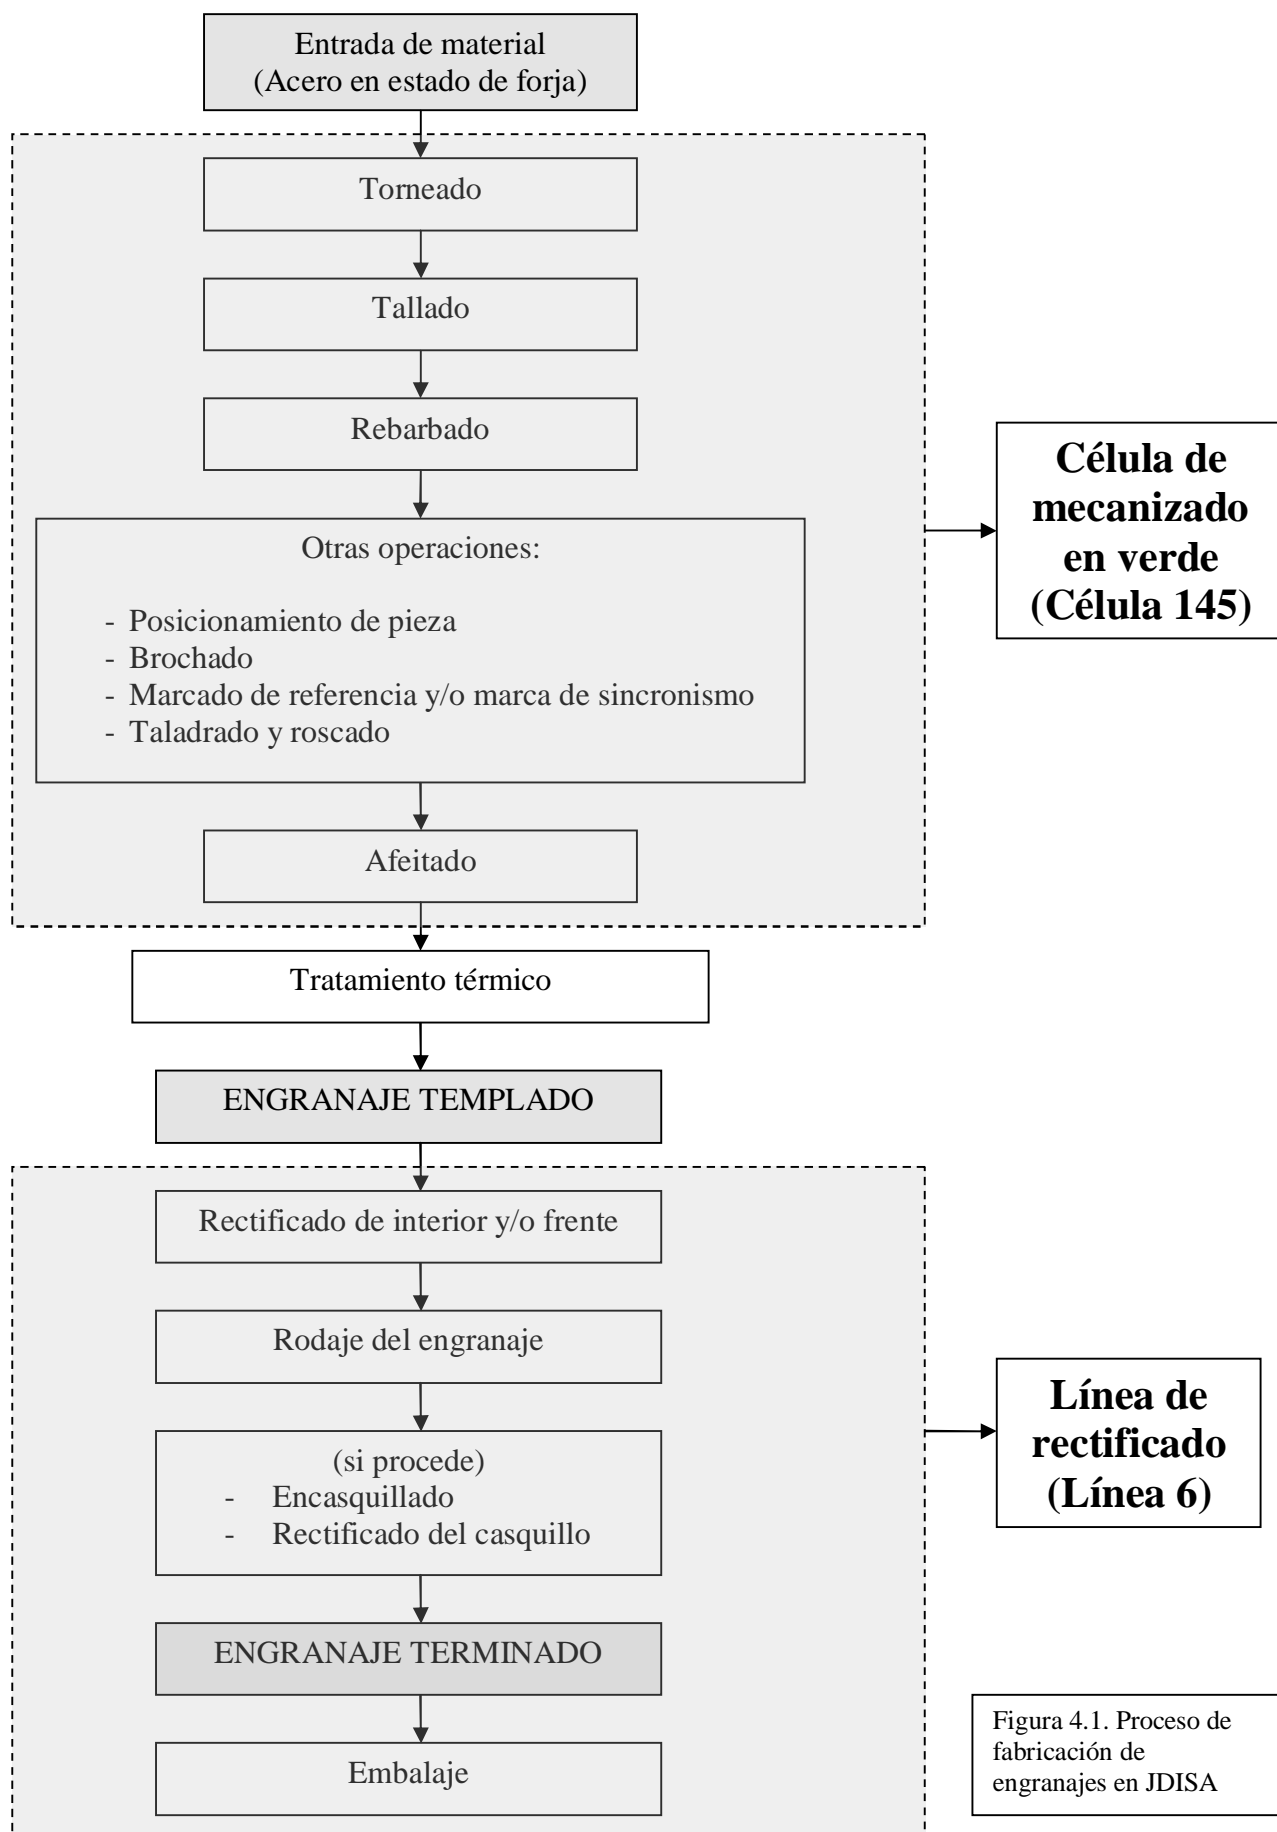 Entrada de material
(Acero en estado de forja)
Torneado
Tallado
Rebarbado
Otras operaciones:
- Posicionamiento de pieza
- Brochado
- Marcado de referencia y/o marca de sincronismo
- Taladrado y roscado
Afeitado
Célula de
mecanizado
en verde
(Célula 145)
Tratamiento térmico
ENGRANAJE TEMPLADO
Rectificado de interior y/o frente
Rodaje del engranaje
(si procede)
- Encasquillado
- Rectificado del casquillo
ENGRANAJE TERMINADO
Embalaje
Línea de
rectificado
(Línea 6)
Figura 4.1. Proceso de
fabricación de
engranajes en JDISA